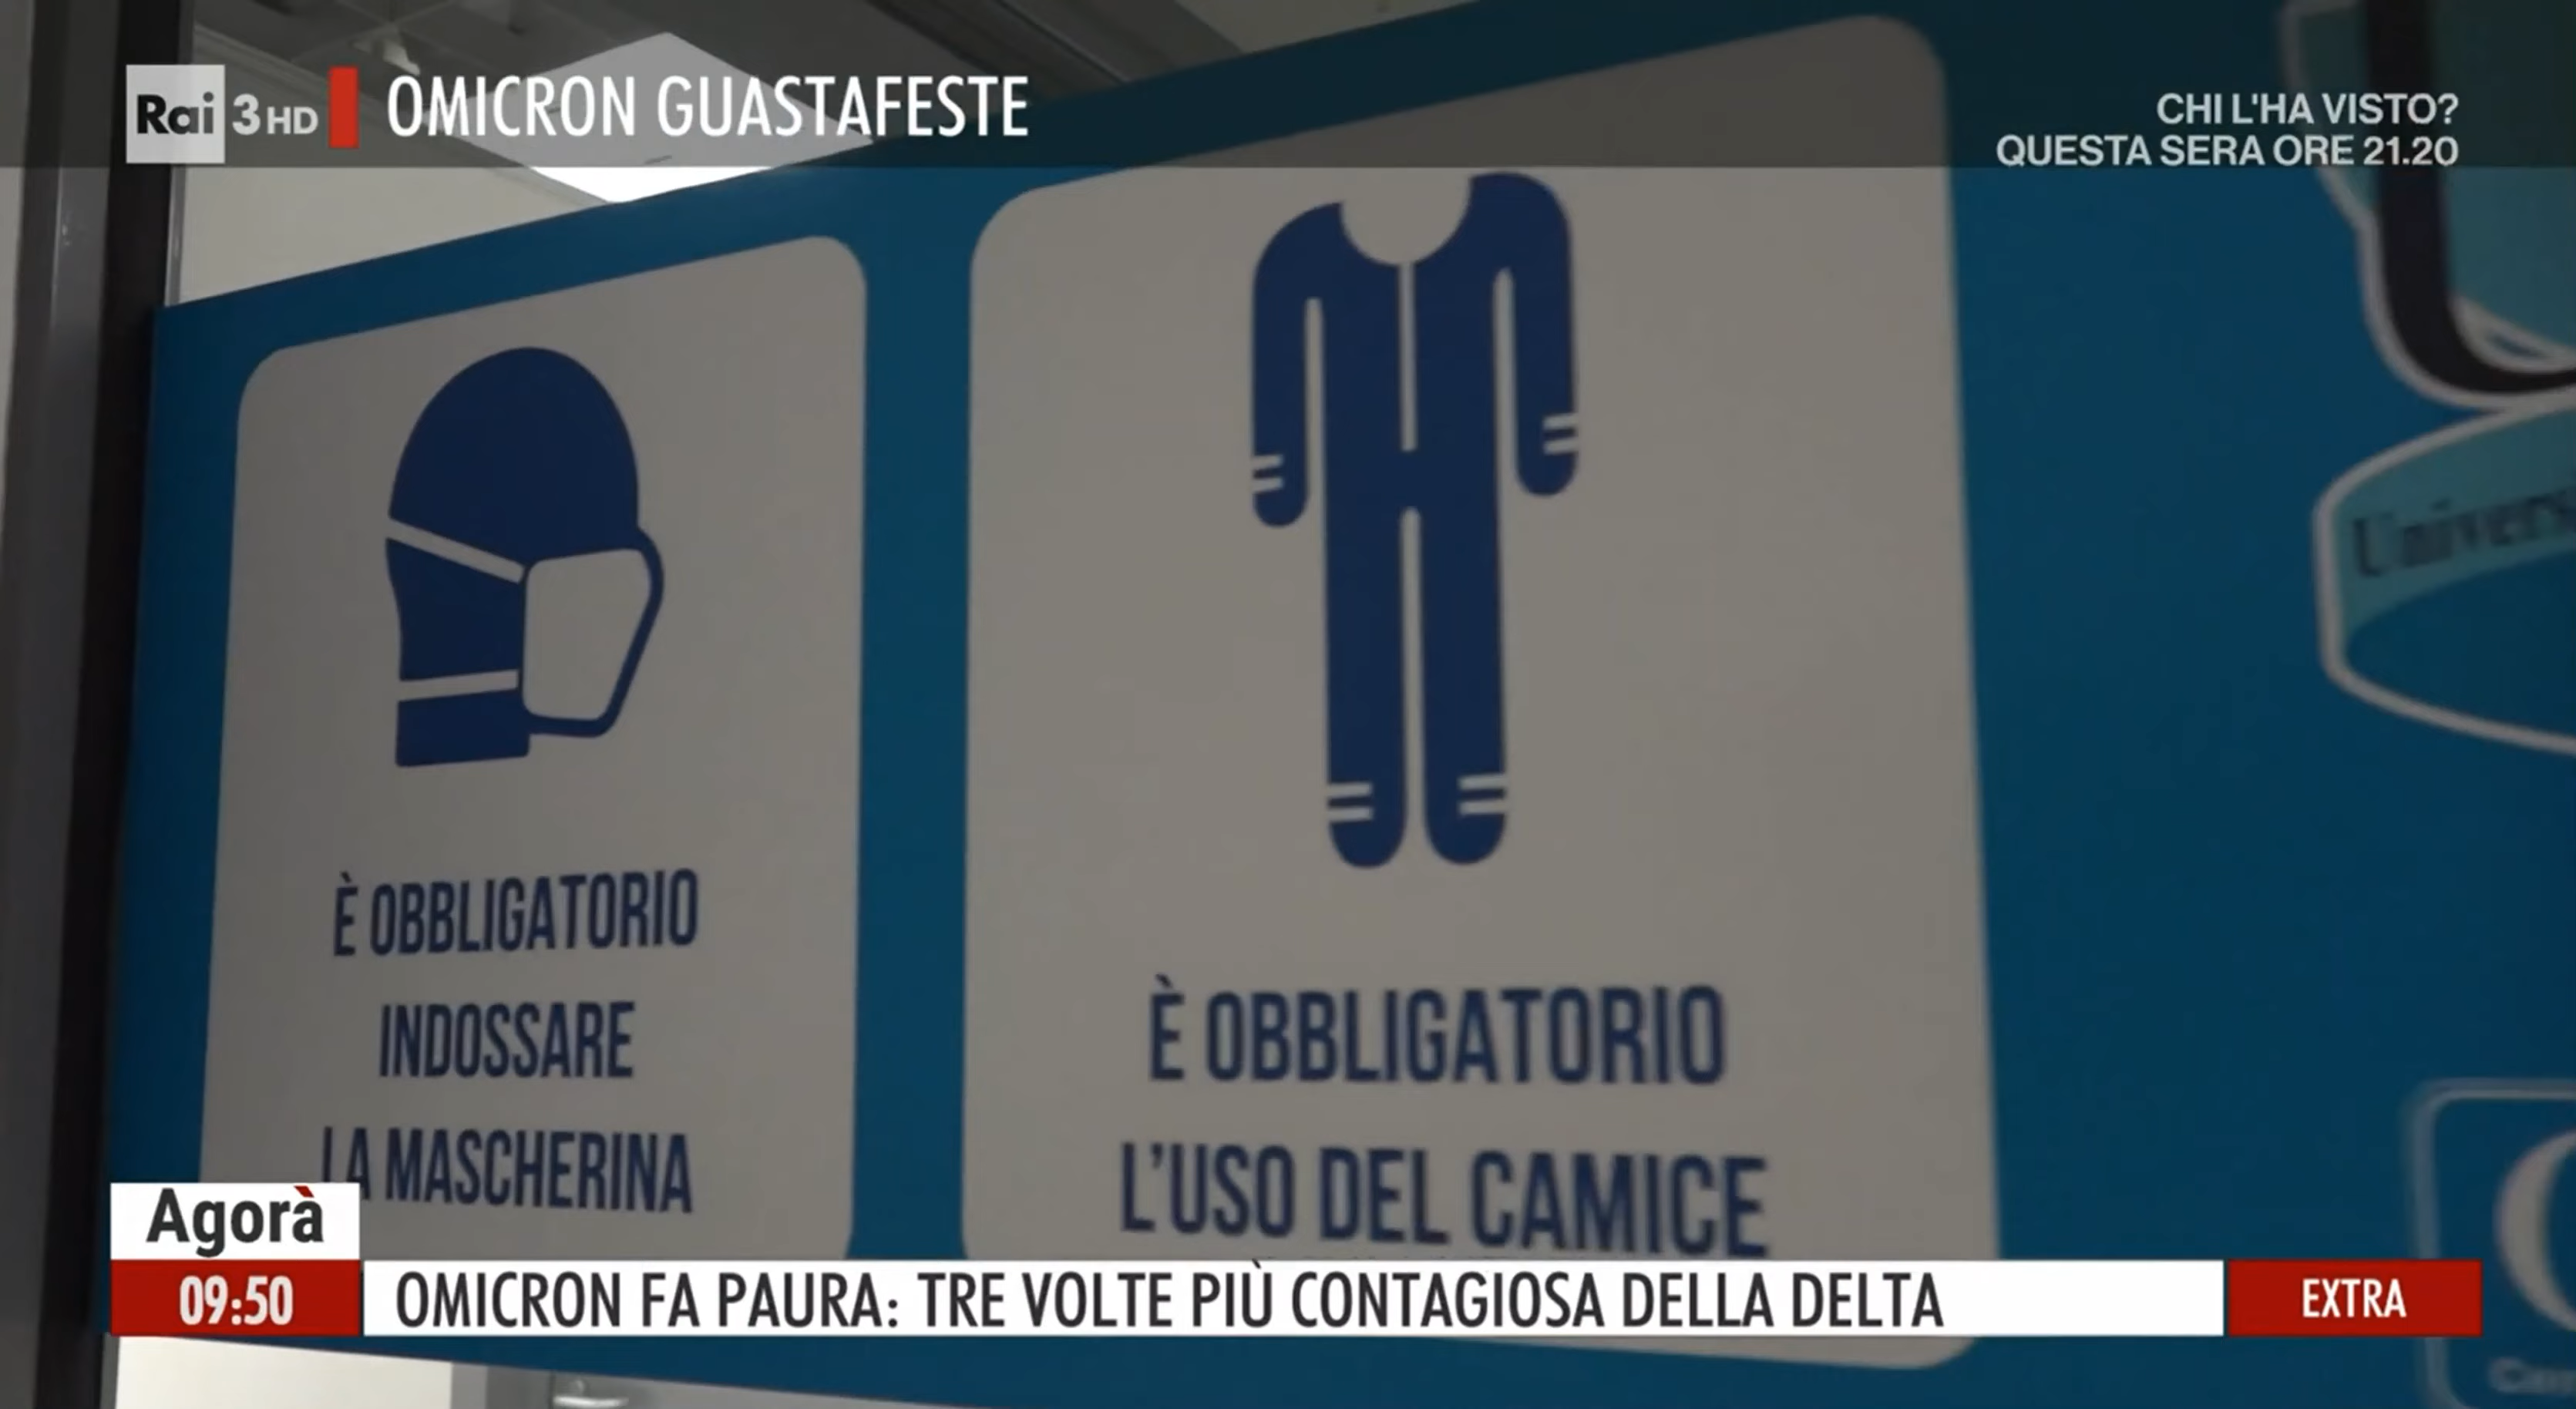 Rai 3 HD
OMICRON GUASTAFESTE
CHI L'HA VISTO?
QUESTA SERA ORE 21.20
È OBBLIGATORIO
INDOSSARE
LA MASCHERINA
È OBBLIGATORIO
L'USO DEL CAMICE
Agorà
09:50
OMICRON FA PAURA: TRE VOLTE PIÙ CONTAGIOSA DELLA DELTA
EXTRA